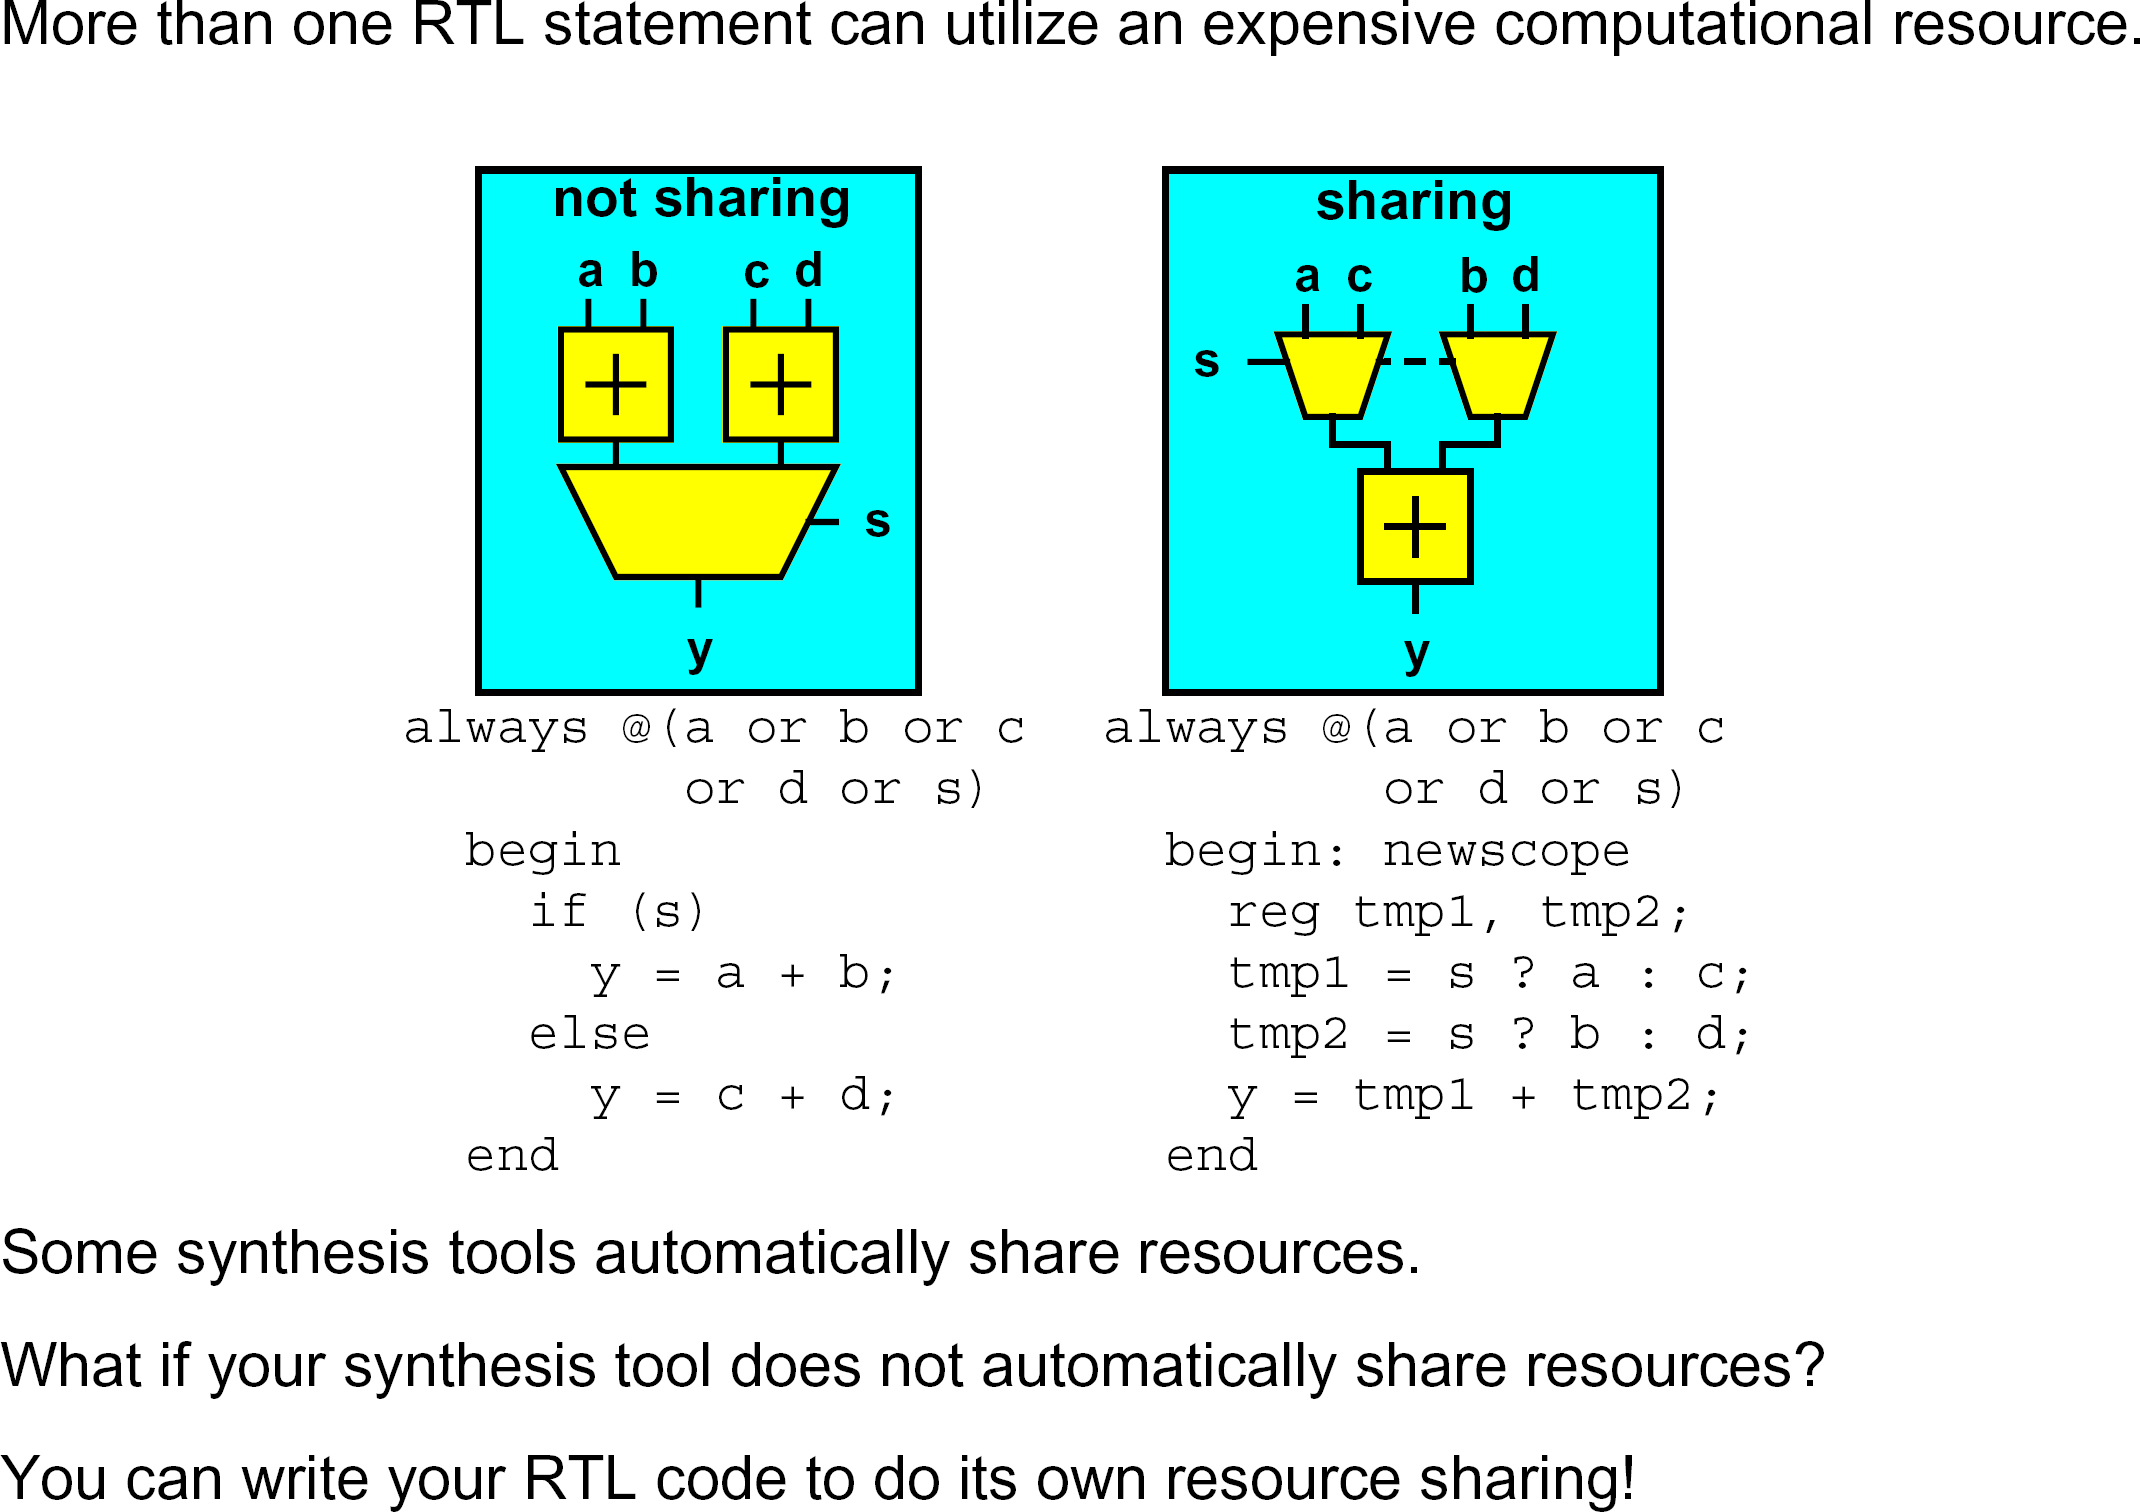 More than one RTL statement can utilize an expensive computational resource.
not sharing
a b c d
+ +
s
y
sharing
a c b d
s
+
y
always @(a or b or c
or d or s)
begin
if (s)
y = a + b;
else
y = c + d;
end
always @(a or b or c
or d or s)
begin: newscope
reg tmp1, tmp2;
tmp1 = s ? a : c;
tmp2 = s ? b : d;
y = tmp1 + tmp2;
end
Some synthesis tools automatically share resources.
What if your synthesis tool does not automatically share resources?
You can write your RTL code to do its own resource sharing!